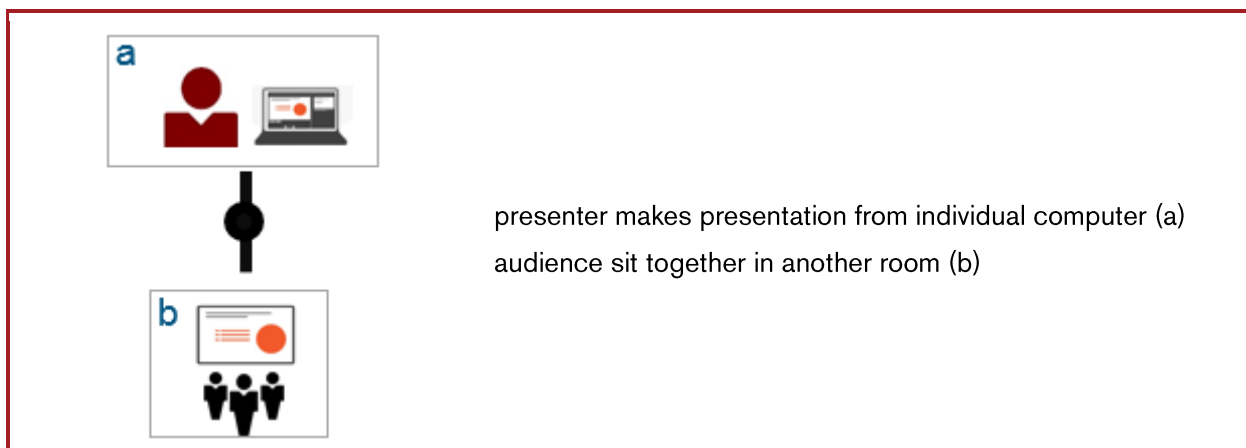 a
presenter makes presentation from individual computer (a)
audience sit together in another room (b)
b